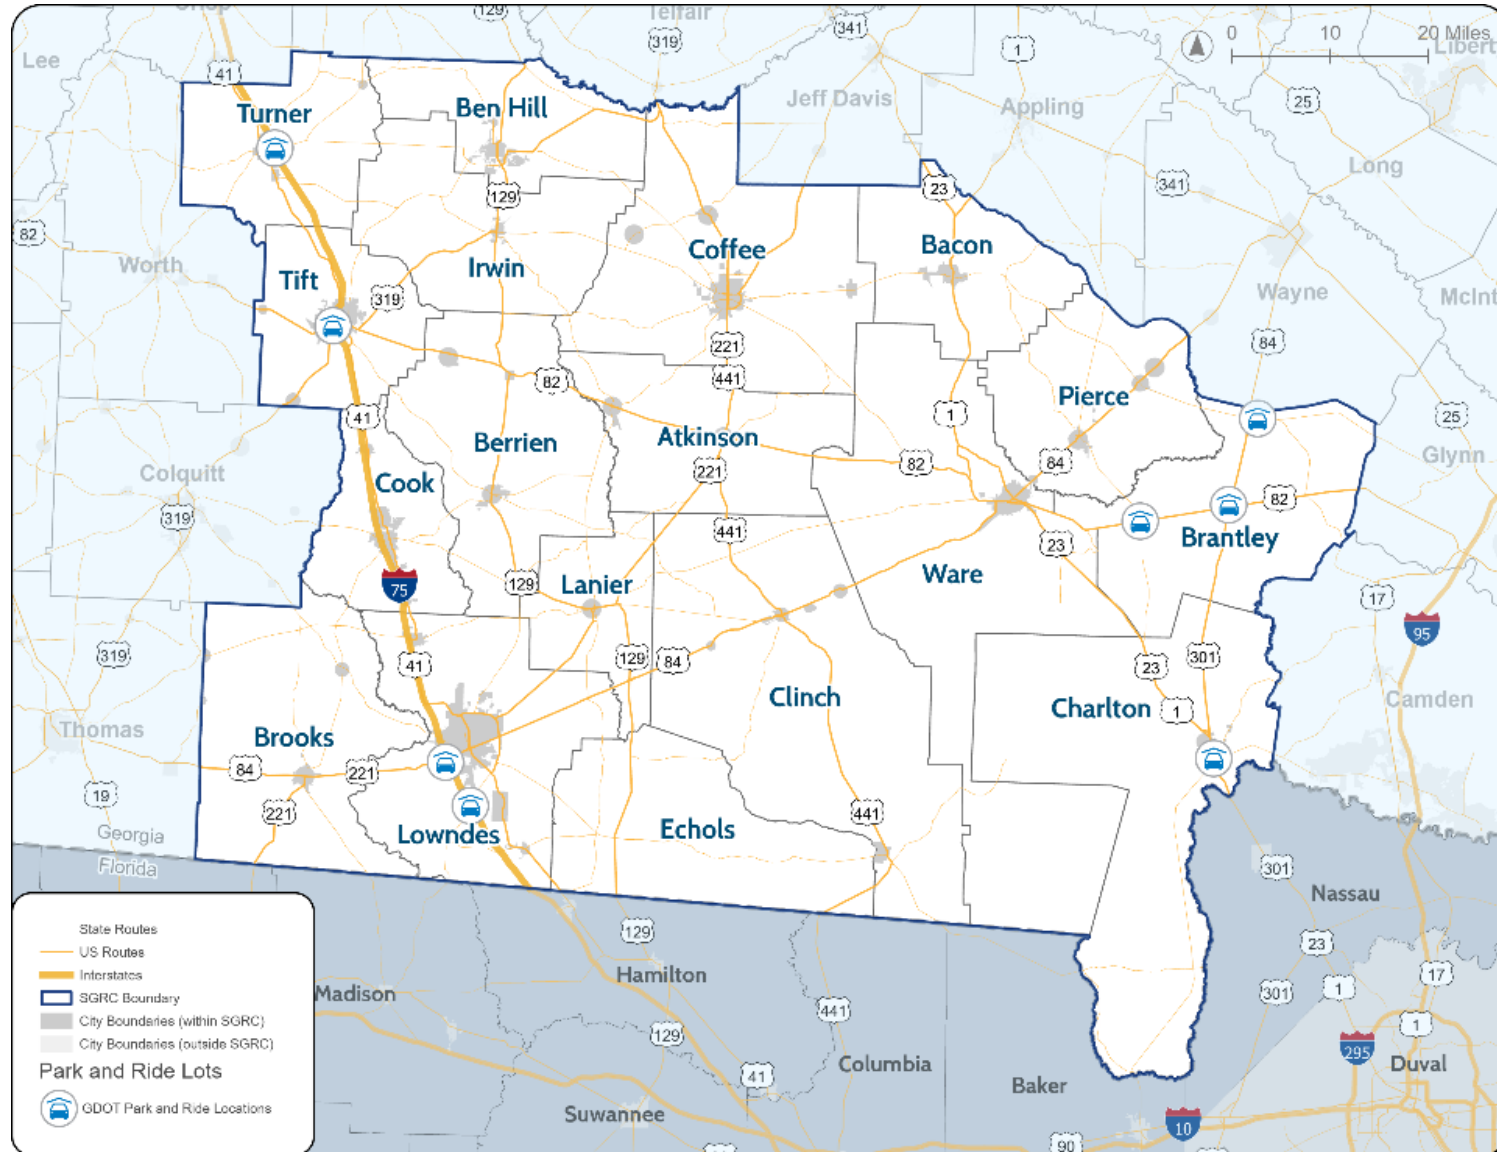 Crisp
129
Telfair
319
341
1
0 10 20 Miles
Liberty
Lee
41
Turner
Ben Hill
Jeff Davis
Appling
25
Long
129
23
341
82
Worth
Tift
Irwin
Coffee
Bacon
Wayne
McInt
319
221
84
82
441
41
Pierce
1
25
Berrien
Atkinson
Glynn
Colquitt
Cook
221
82
84
82
319
441
23
Brantley
75
129
Lanier
Ware
17
95
319
41
129
84
23
301
Thomas
Brooks
Clinch
Charlton
1
Camden
84
221
19
221
441
Georgia
Lowndes
Echols
Florida
301
Nassau
129
23
State Routes
US Routes
Interstates
SGRC Boundary
City Boundaries (within SGRC)
City Boundaries (outside SGRC)
Park and Ride Lots
GDOT Park and Ride Locations
Madison
Hamilton
17
301
1
441
1
129
295
Columbia
Duval
41
Baker
Suwannee
10
90